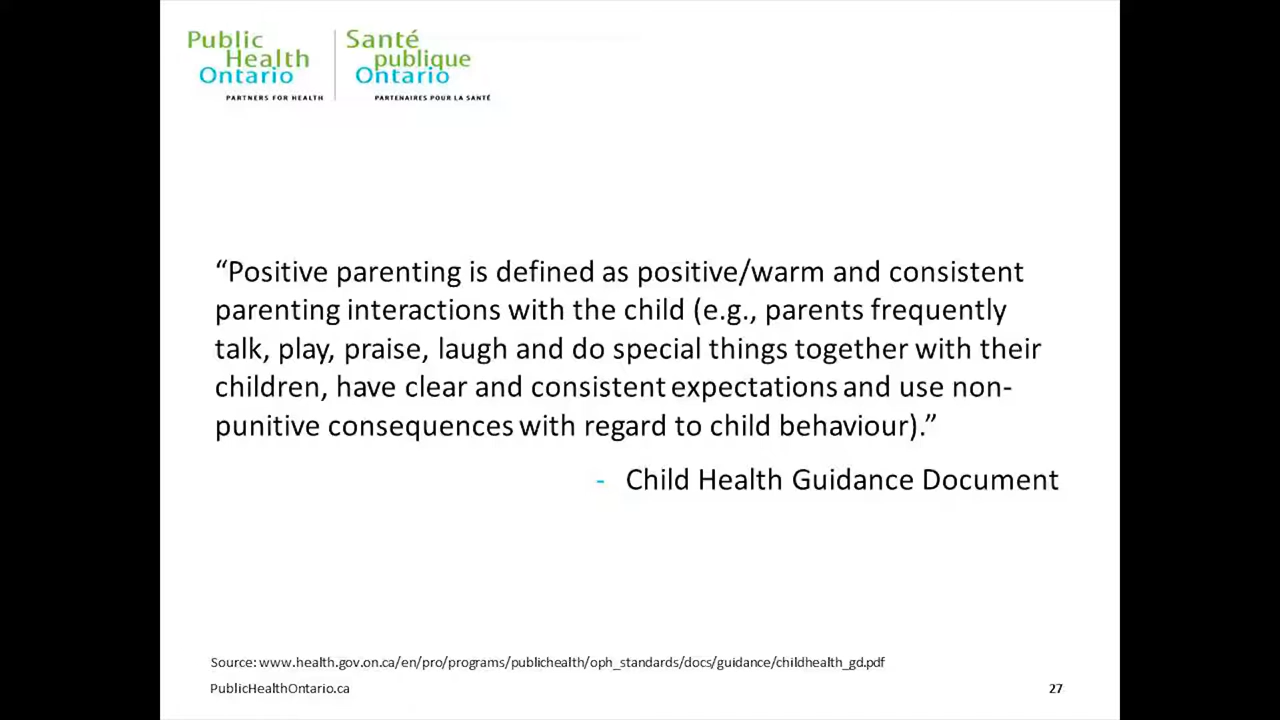 Public
Health
Ontario
PARTNERS FOR HEALTH
Santé
publique
Ontario
PARTENAIRES POUR LA SANTÉ
“Positive parenting is defined as positive/warm and consistent
parenting interactions with the child (e.g., parents frequently
talk, play, praise, laugh and do special things together with their
children, have clear and consistent expectations and use non-
punitive consequences with regard to child behaviour).”
- Child Health Guidance Document
Source: www.health.gov.on.ca/en/pro/programs/publichealth/oph_standards/docs/guidance/childhealth_gd.pdf
PublicHealthOntario.ca
27